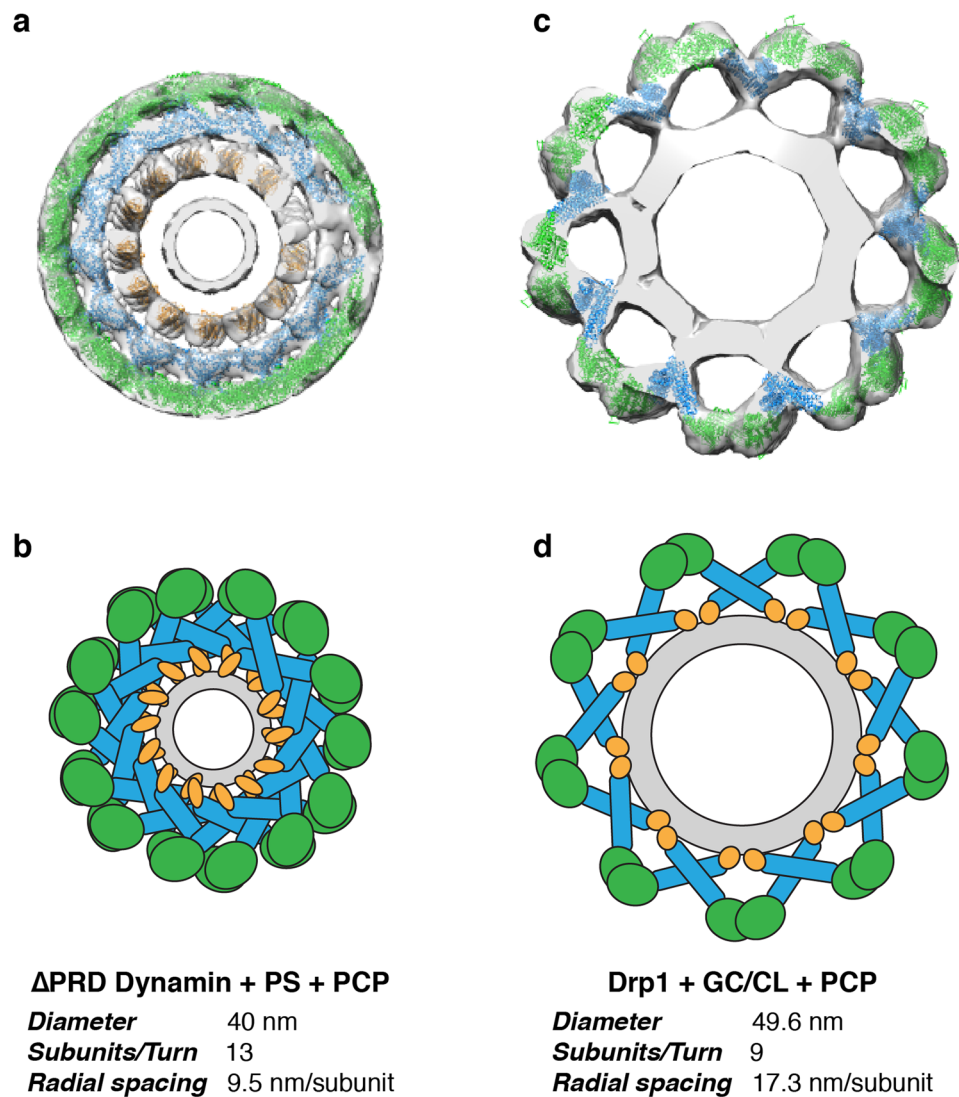 a
c
b
d
ΔPRD Dynamin + PS + PCP
Diameter 40 nm
Subunits/Turn 13
Radial spacing 9.5 nm/subunit
Drp1 + GC/CL + PCP
Diameter 49.6 nm
Subunits/Turn 9
Radial spacing 17.3 nm/subunit